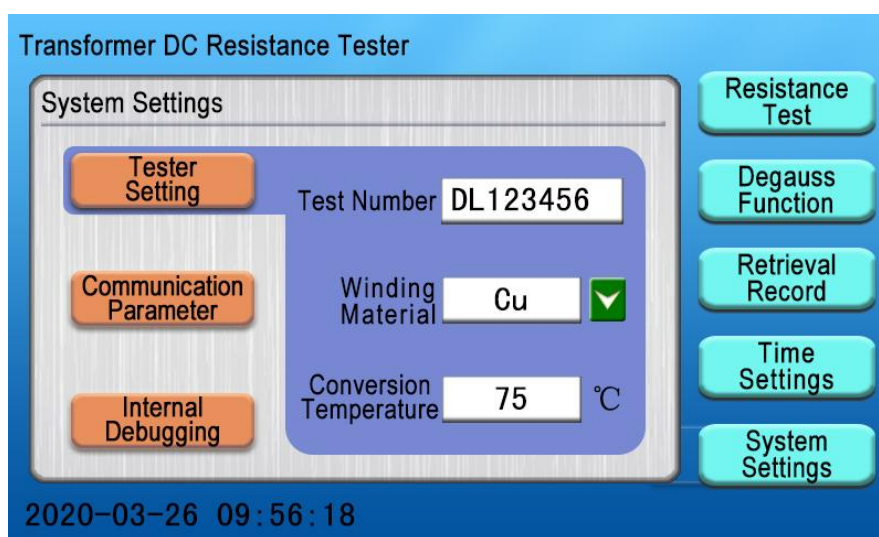 Transformer DC Resistance Tester
System Settings
Tester
Setting
Test Number DL123456
Communication
Parameter
Winding
Material
Cu
Internal
Debugging
Conversion
Temperature
75 ℃
Resistance
Test
Degauss
Function
Retrieval
Record
Time
Settings
System
Settings
2020-03-26 09:56:18